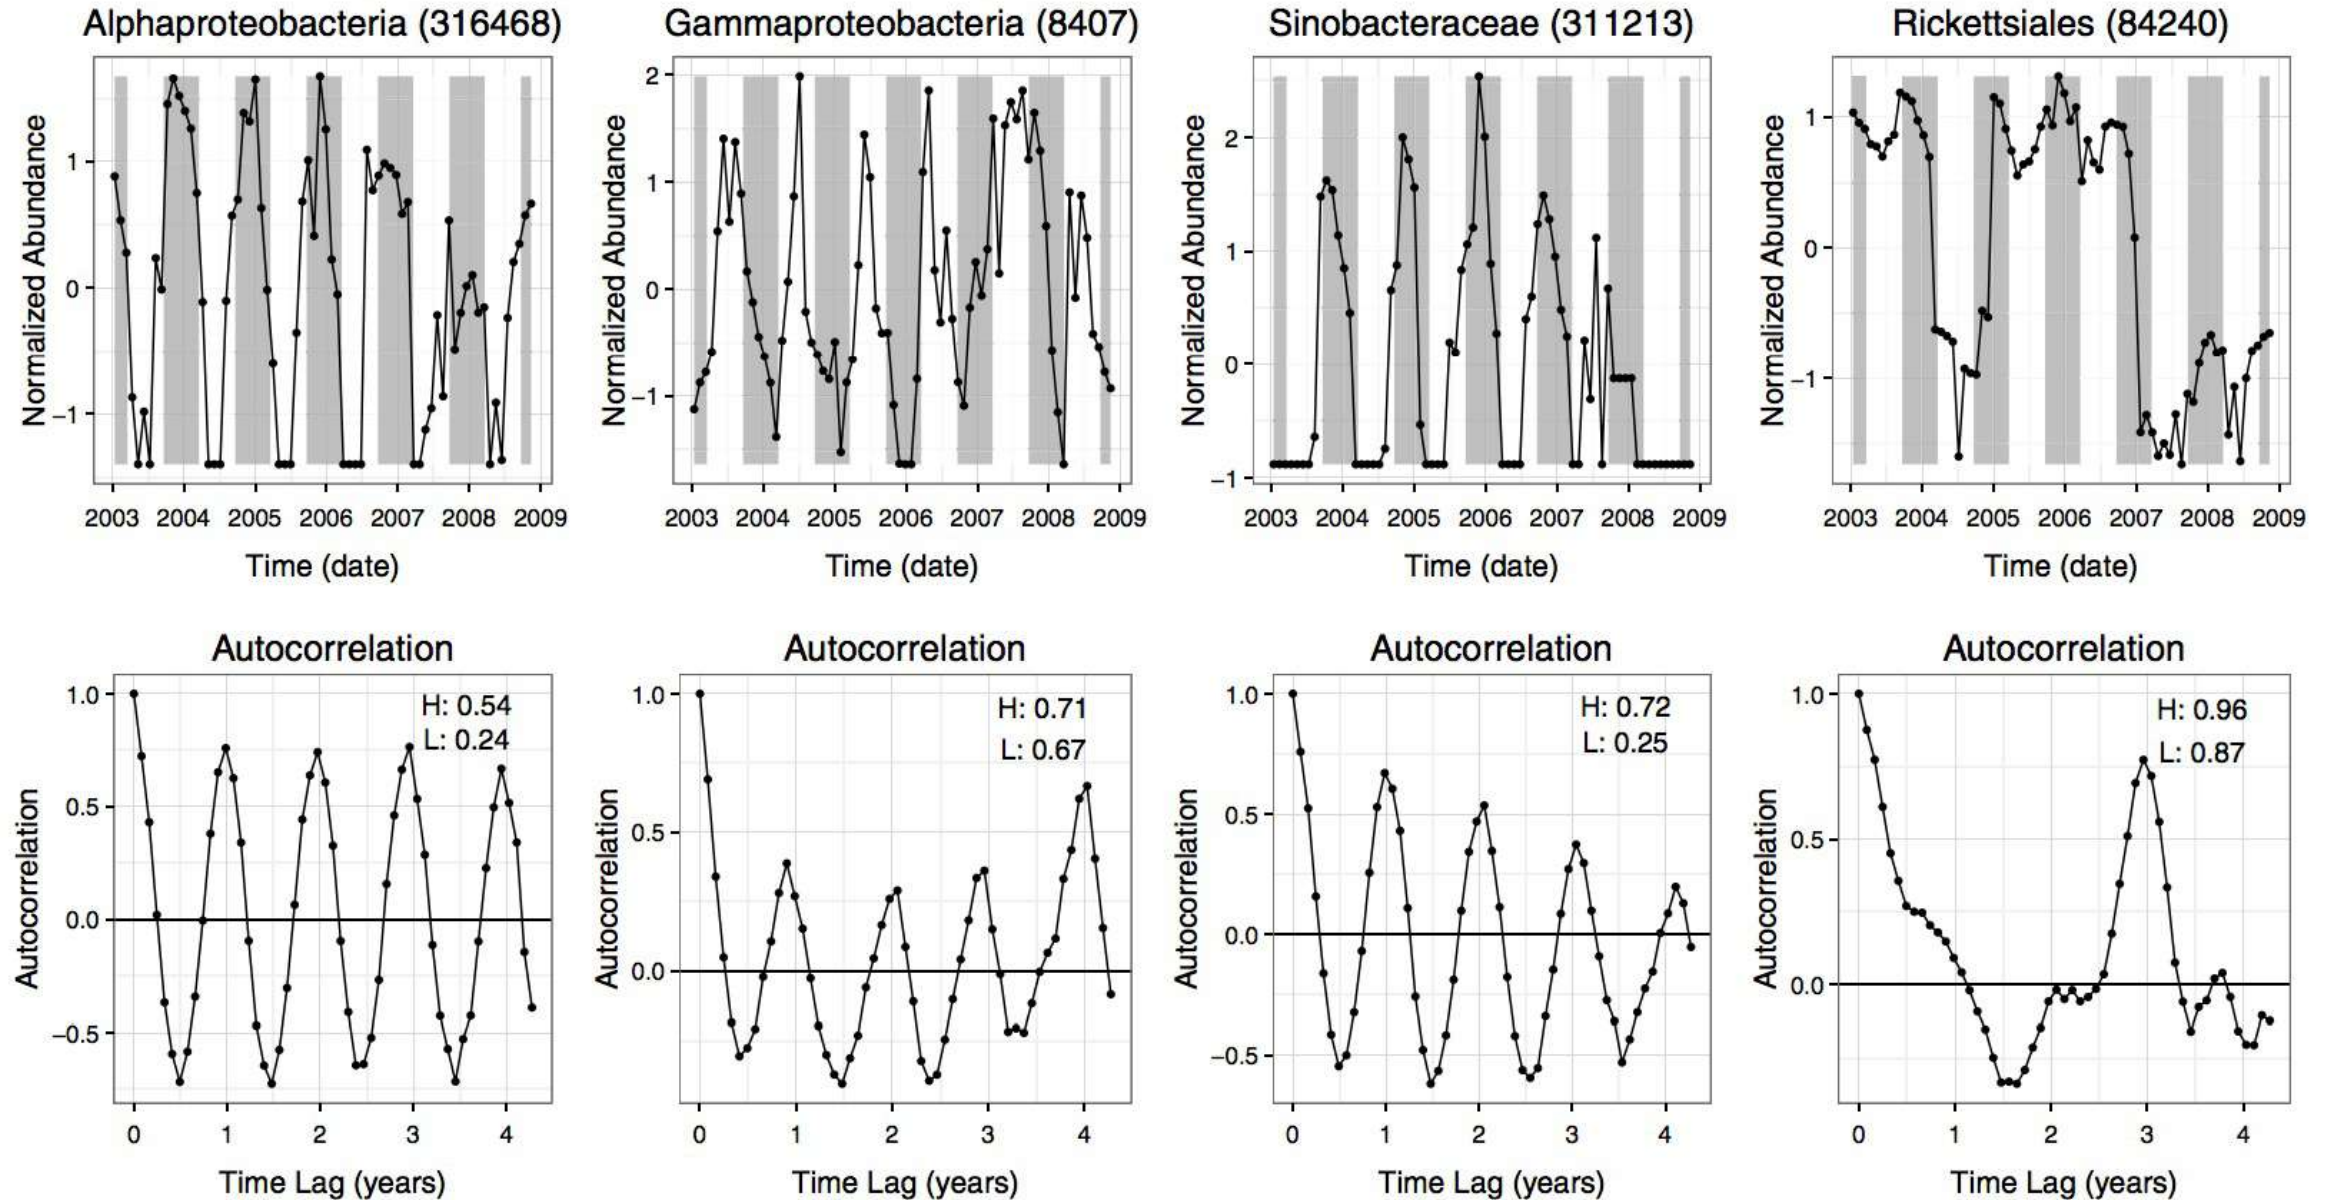 Alphaproteobacteria (316468)
Normalized Abundance
1
0
−1
2003 2004 2005 2006 2007 2008 2009
Time (date)
Gammaproteobacteria (8407)
Normalized Abundance
2
1
0
−1
2003 2004 2005 2006 2007 2008 2009
Time (date)
Sinobacteraceae (311213)
Normalized Abundance
2
1
0
−1
2003 2004 2005 2006 2007 2008 2009
Time (date)
Rickettsiales (84240)
Normalized Abundance
1
0
−1
2003 2004 2005 2006 2007 2008 2009
Time (date)
Autocorrelation
Autocorrelation
1.0
0.5
0.0
−0.5
H: 0.54
L: 0.24
0 1 2 3 4
Time Lag (years)
Autocorrelation
Autocorrelation
1.0
0.5
0.0
H: 0.71
L: 0.67
0 1 2 3 4
Time Lag (years)
Autocorrelation
Autocorrelation
1.0
0.5
0.0
−0.5
H: 0.72
L: 0.25
0 1 2 3 4
Time Lag (years)
Autocorrelation
Autocorrelation
1.0
0.5
0.0
H: 0.96
L: 0.87
0 1 2 3 4
Time Lag (years)